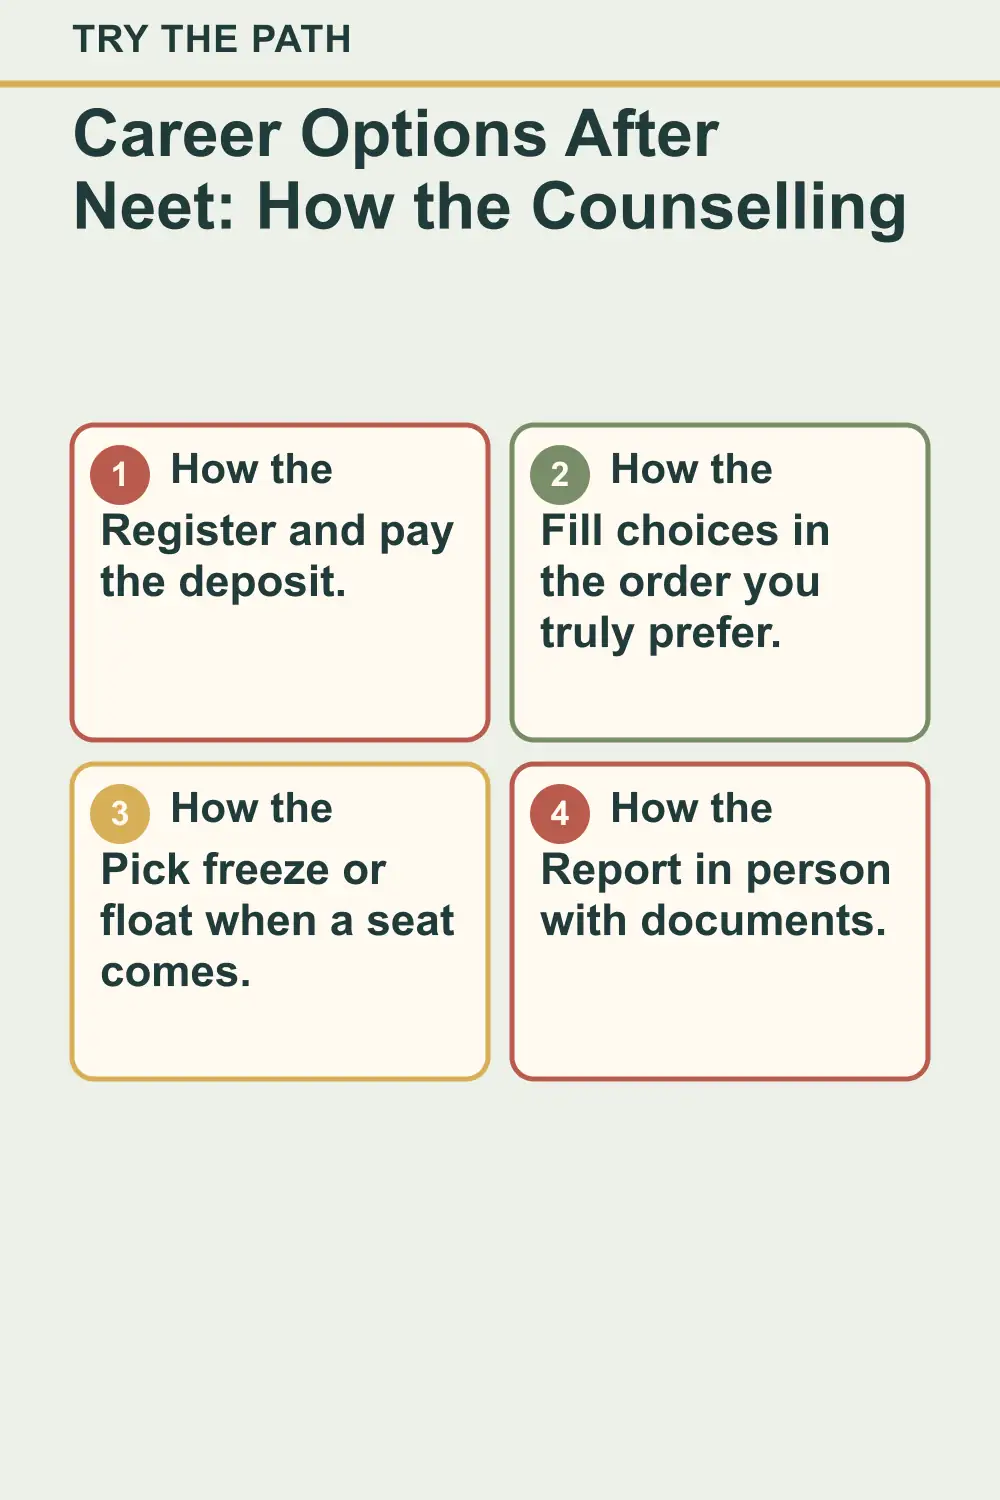 TRY THE PATH
Career Options After
Neet: How the Counselling
1 How the
Register and pay
the deposit.
2 How the
Fill choices in
the order you
truly prefer.
3 How the
Pick freeze or
float when a seat
comes.
4 How the
Report in person
with documents.